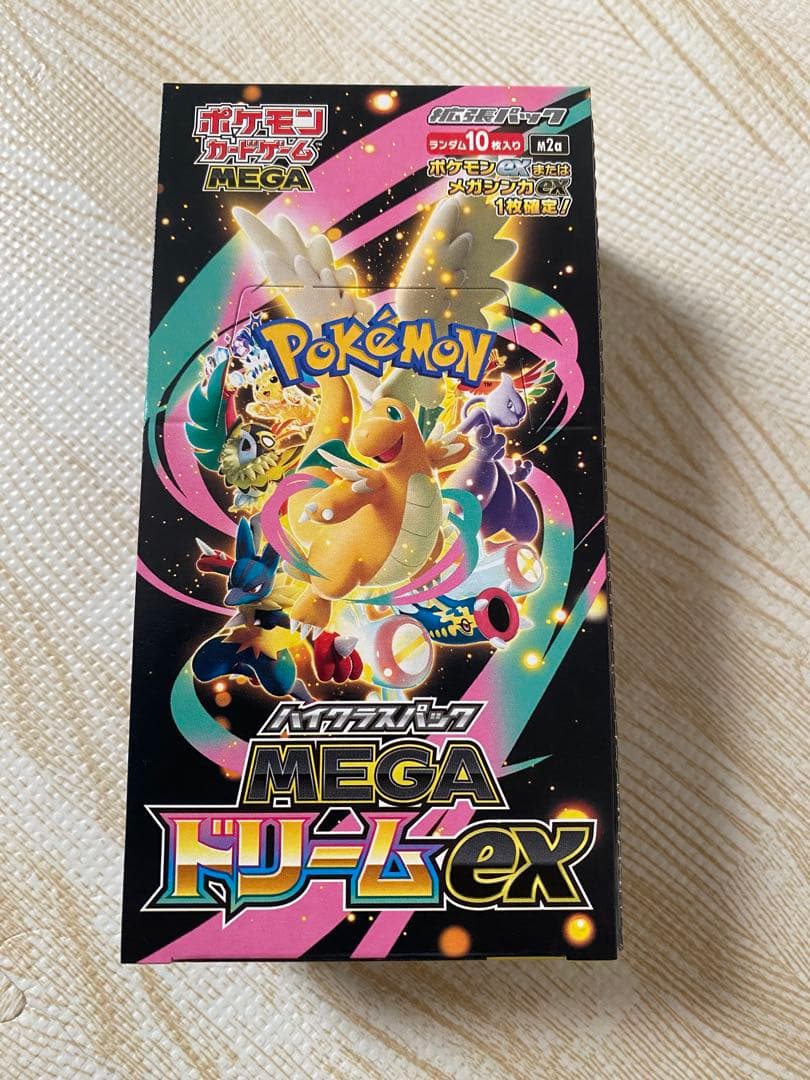 ポケモン
カードゲーム™
MEGA
拡張パック
ランダム10枚入り M2a
ポケモンexまたは
メガシンカex
1枚確定!
POKéMON™
ハイクラスパック
MEGA
ドリームex